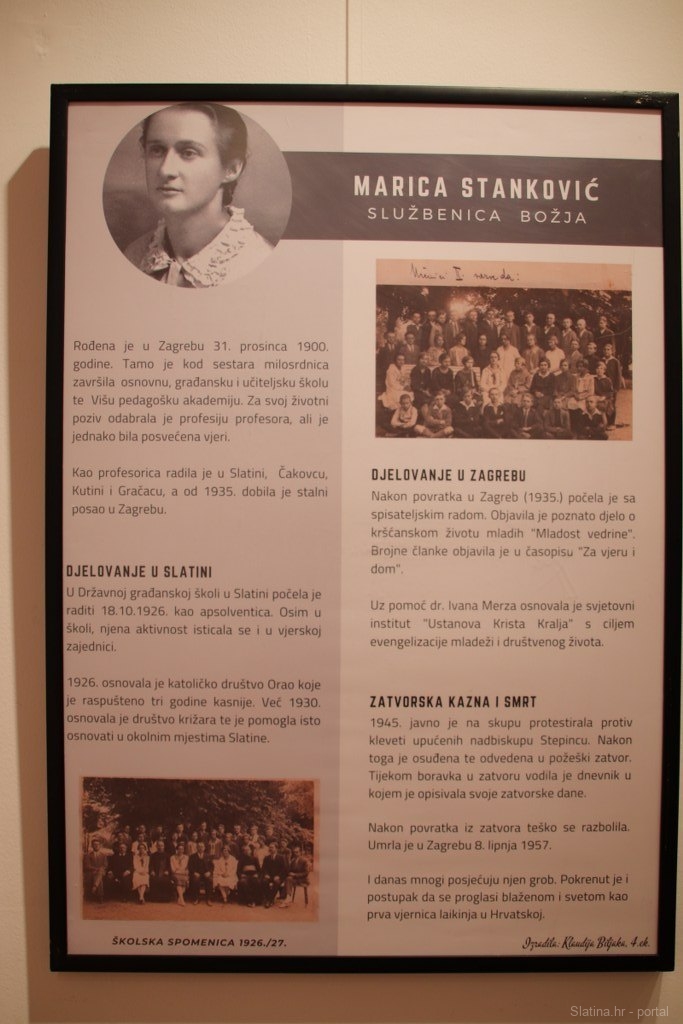 MARICA STANKOVIĆ
SLUŽBENICA BOŽJA
Rođena je u Zagrebu 31. prosinca 1900.
godine. Tamo je kod sestara milosrdnica
završila osnovnu, građansku i učiteljsku školu
te Višu pedagošku akademiju. Za svoj životni
poziv odabrala je profesiju profesora, ali je
jednako bila posvećena vjeri.
Kao profesorica radila je u Slatini, Čakovcu,
Kutini i Gračacu, a od 1935. dobila je stalni
posao u Zagrebu.
DJELOVANJE U SLATINI
U Državnoj građanskoj školi u Slatini počela je
raditi 18.10.1926. kao apsolventica. Osim u
školi, njena aktivnost isticala se i u vjerskoj
zajednici.
1926. osnovala je katoličko društvo Orao koje
je raspušteno tri godine kasnije. Već 1930.
osnovala je društvo križara te je pomogla isto
osnovati u okolnim mjestima Slatine.
ŠKOLSKA SPOMENICA 1926./27.
II
DJELOVANJE U ZAGREBU
Nakon povratka u Zagreb (1935.) počela je sa
spisateljskim radom. Objavila je poznato djelo o
kršćanskom životu mladih "Mladost vedrine".
Brojne članke objavila je u časopisu "Za vjeru i
dom".
Uz pomoć dr. Ivana Merza osnovala je svjetovni
institut "Ustanova Krista Kralja" s ciljem
evengelizacije mladeži i društvenog života.
ZATVORSKA KAZNA I SMRT
1945. javno je na skupu protestirala protiv
kleveti upućenih nadbiskupu Stepincu. Nakon
toga je osuđena te odvedena u požeški zatvor.
Tijekom boravka u zatvoru vodila je dnevnik u
kojem je opisivala svoje zatvorske dane.
Nakon povratka iz zatvora teško se razbolila.
Umrla je u Zagrebu 8. lipnja 1957.
I danas mnogi posjećuju njen grob. Pokrenut je i
postupak da se proglasi blaženom i svetom kao
prva vjernica laikinja u Hrvatskoj.
Izradila: Klaudija Biljaka, 4.ek.
Slatina.hr - portal